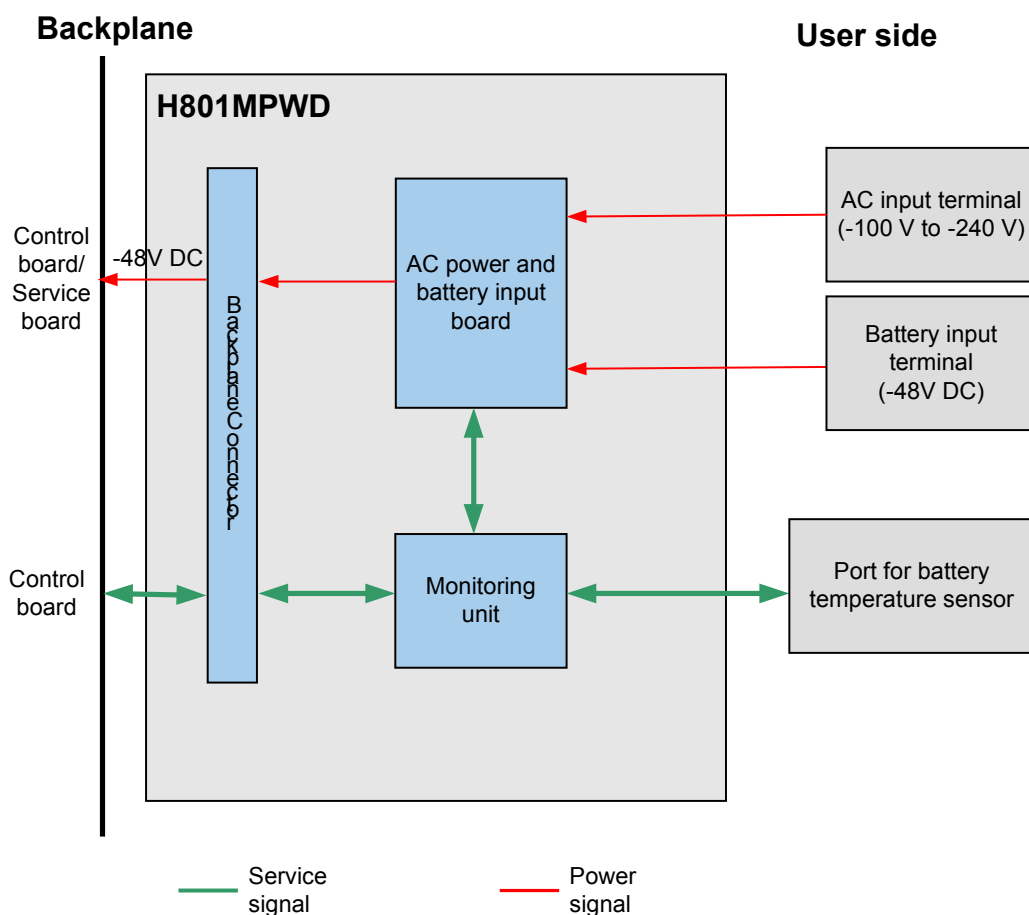 Backplane
User side
H801MPWD
AC input terminal
(-100 V to -240 V)
Control
board/
Service
board
-48V DC
Backplane Connector
AC power and
battery input
board
Battery input
terminal
(-48V DC)
Control
board
Monitoring
unit
Port for battery
temperature sensor
Service
signal
Power
signal